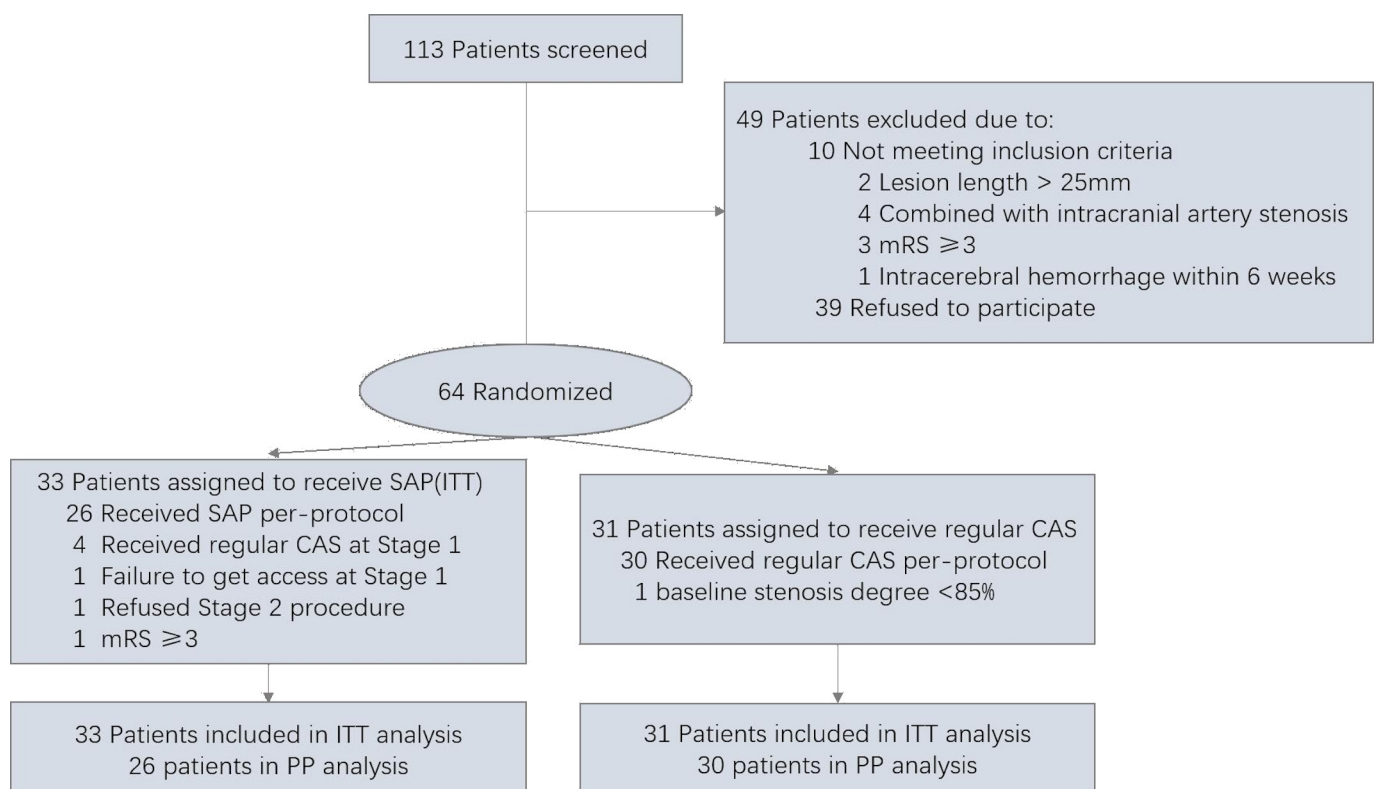 113 Patients screened
49 Patients excluded due to:
10 Not meeting inclusion criteria
2 Lesion length > 25mm
4 Combined with intracranial artery stenosis
3 mRS ⩾3
1 Intracerebral hemorrhage within 6 weeks
39 Refused to participate
64 Randomized
33 Patients assigned to receive SAP(ITT)
26 Received SAP per-protocol
4 Received regular CAS at Stage 1
1 Failure to get access at Stage 1
1 Refused Stage 2 procedure
1 mRS ⩾3
31 Patients assigned to receive regular CAS
30 Received regular CAS per-protocol
1 baseline stenosis degree <85%
33 Patients included in ITT analysis
26 patients in PP analysis
31 Patients included in ITT analysis
30 patients in PP analysis